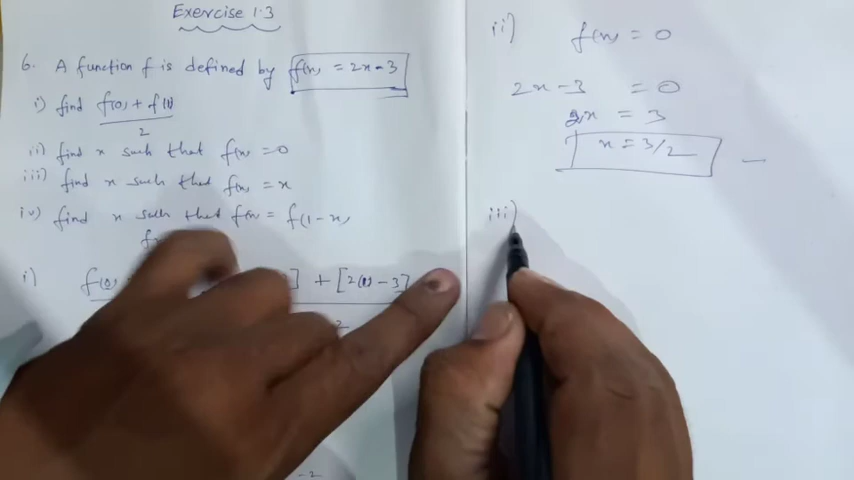 Exercise 1.3
6. A function f is defined by f(x) = 2x - 3
i) find f(0) + f(1)
2
ii) find x such that f(x) = 0
iii) find x such that f(x) = x
iv) find x such that f(x) = f(1 - x)
i) f(0) ] + [2(1) - 3]
2
-2
ii) f(x) = 0
2x - 3 = 0
2x = 3
x = 3/2
iii)